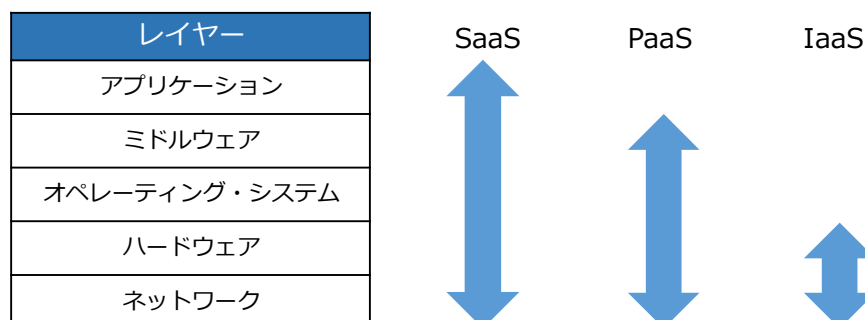 レイヤー
SaaS
PaaS
IaaS
アプリケーション
ミドルウェア
オペレーティング・システム
ハードウェア
ネットワーク